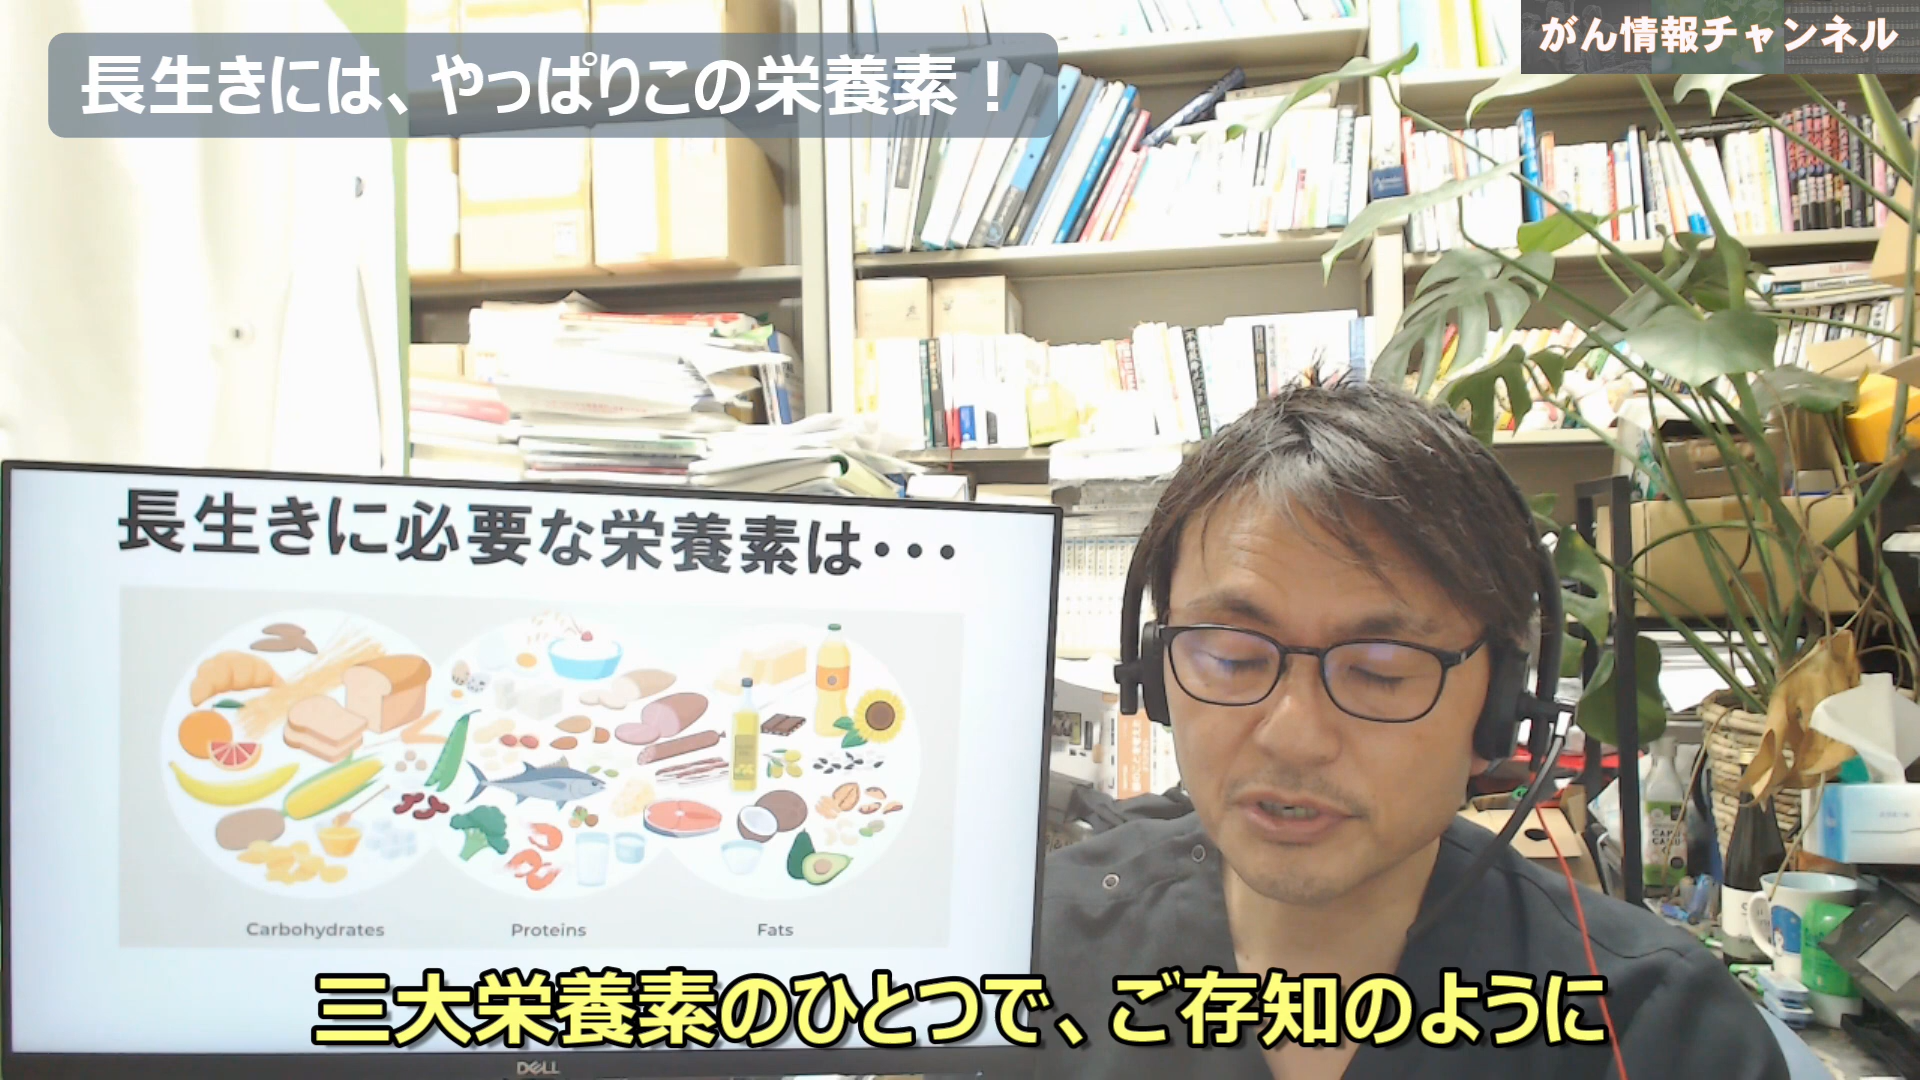 がん情報チャンネル
長生きには、やっぱりこの栄養素！
長生きに必要な栄養素は・・・
Carbohydrates
Proteins
Fats
三大栄養素のひとつで、ご存知のように
DELL